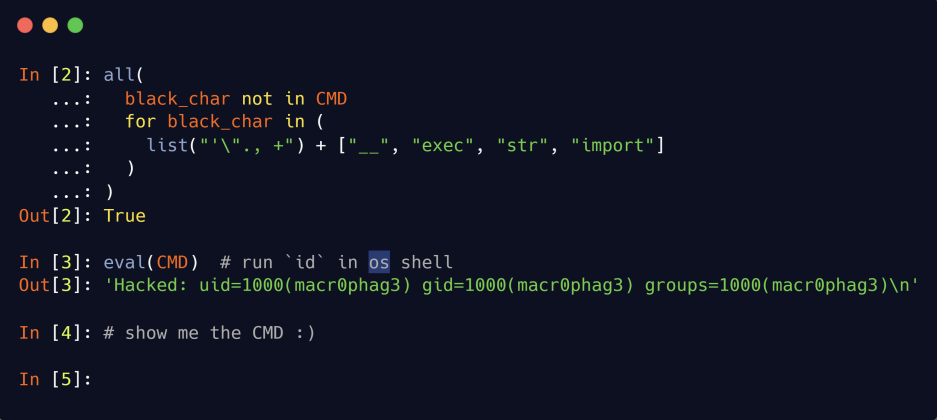 In [2]: all(
   ...:   black_char not in CMD
   ...:   for black_char in (
   ...:     list("'\"., +") + ["__", "exec", "str", "import"]
   ...:   )
   ...: )
Out[2]: True
In [3]: eval(CMD)  # run `id` in os shell
Out[3]: 'Hacked: uid=1000(macr0phag3) gid=1000(macr0phag3) groups=1000(macr0phag3)\n'
In [4]: # show me the CMD :)
In [5]: